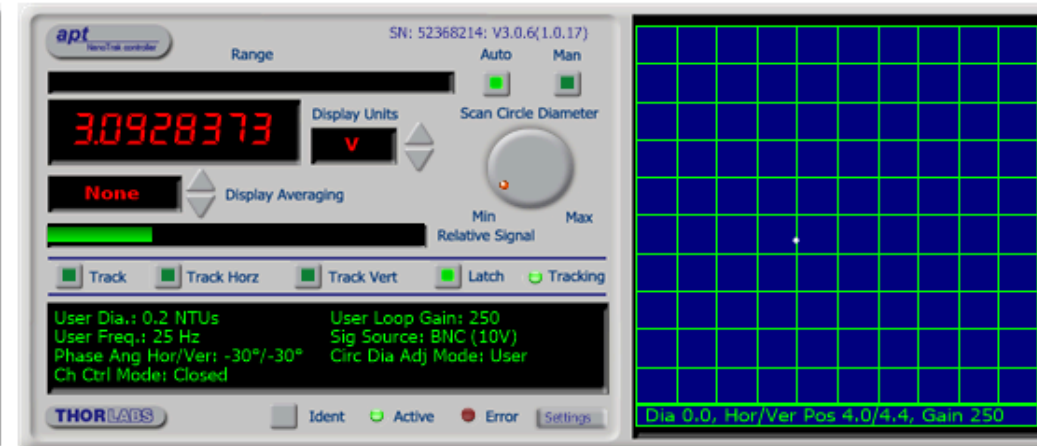 apt
NanoTrak controller
SN: 52368214: V3.0.6(1.0.17)
Range
Auto
Man
3.0928373
Display Units
V
Scan Circle Diameter
None
Display Averaging
Min
Max
Relative Signal
Track
Track Horz
Track Vert
Latch
Tracking
User Dia.: 0.2 NTUs
User Loop Gain: 250
User Freq.: 25 Hz
Sig Source: BNC (10V)
Phase Ang Hor/Ver: -30°/-30°
Circ Dia Adj Mode: User
Ch Ctrl Mode: Closed
THORLABS
Ident
Active
Error
Settings
Dia 0.0, Hor/Ver Pos 4.0/4.4, Gain 250